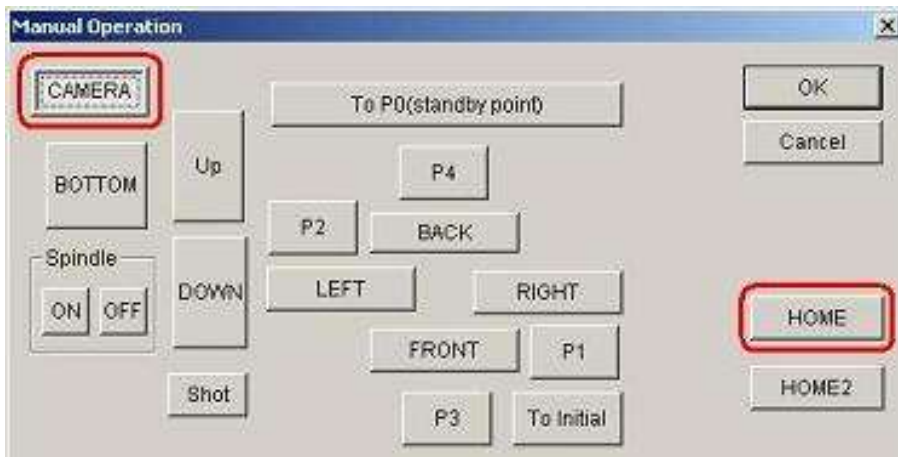 Manual Operation
CAMERA
To P0(standby point)
OK
Cancel
BOTTOM
Up
P4
P2
BACK
Spindle
ON OFF
DOWN
LEFT
RIGHT
HOME
FRONT
P1
Shot
HOME2
P3
To Initial